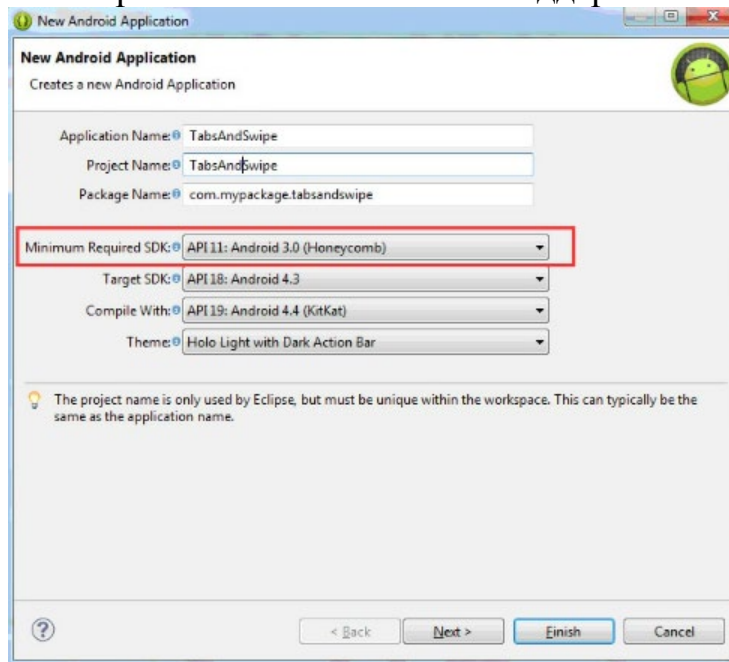 New Android Application
New Android Application
Creates a new Android Application
Application Name: TabsAndSwipe
Project Name: TabsAndSwipe
Package Name: com.mypackage.tabsandswipe
Minimum Required SDK: API 11: Android 3.0 (Honeycomb)
Target SDK: API 18: Android 4.3
Compile With: API 19: Android 4.4 (KitKat)
Theme: Holo Light with Dark Action Bar
The project name is only used by Eclipse, but must be unique within the workspace. This can typically be the
same as the application name.
? < Back Next > Finish Cancel